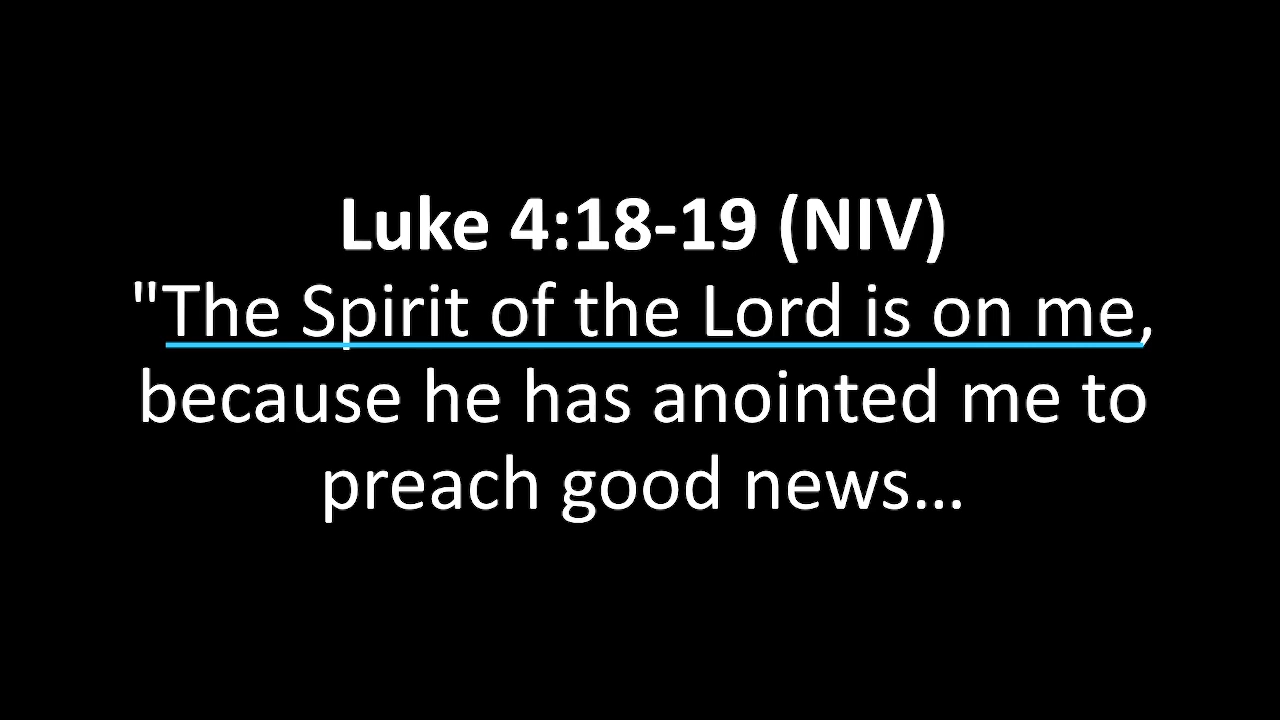 Luke 4:18-19 (NIV)
"The Spirit of the Lord is on me,
because he has anointed me to
preach good news...